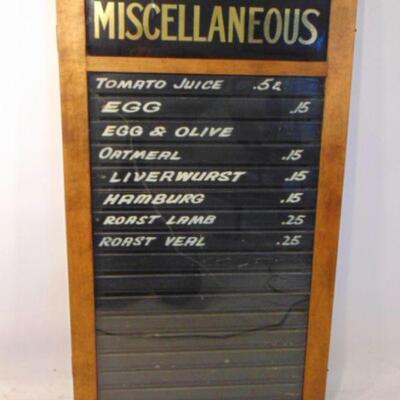 MISCELLANEOUS
TOMATO JUICE .5¢
EGG .15
EGG & OLIVE
OATMEAL .15
LIVERWURST .15
HAMBURG .15
ROAST LAMB .25
ROAST VEAL .25